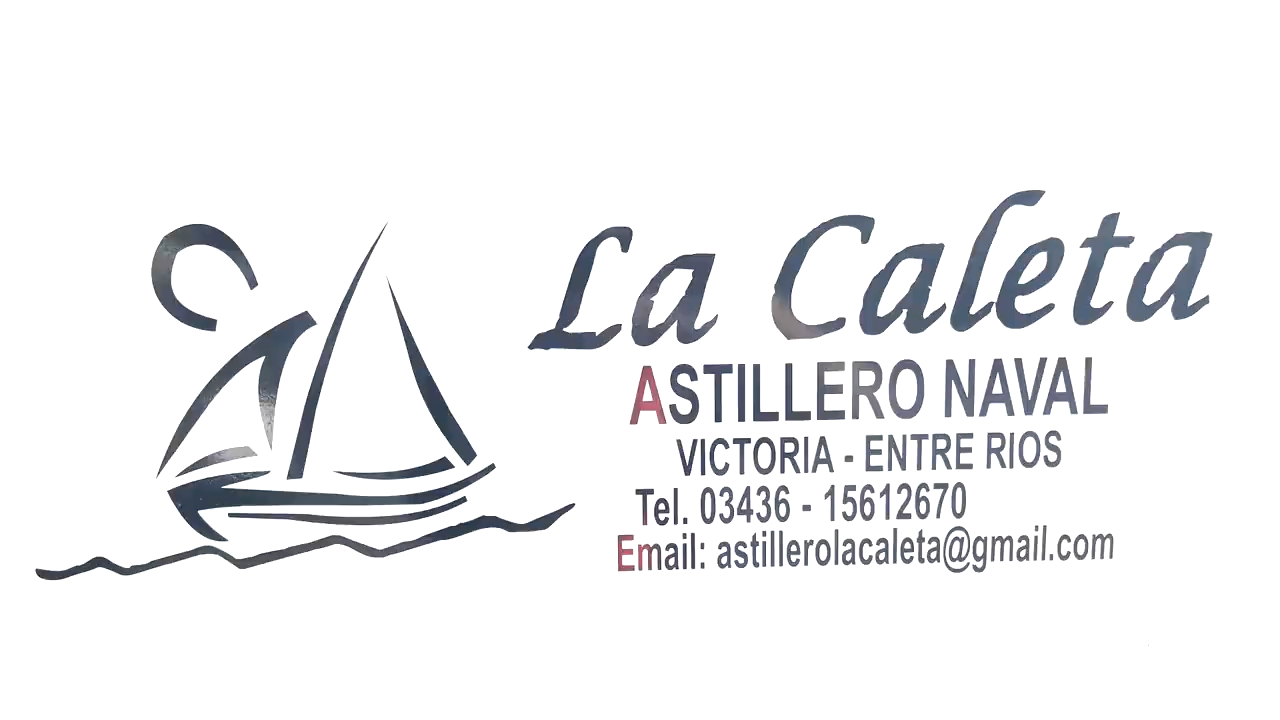 La Caleta
ASTILLERO NAVAL
VICTORIA - ENTRE RIOS
Tel. 03436 - 15612670
Email: astillerolacaleta@gmail.com